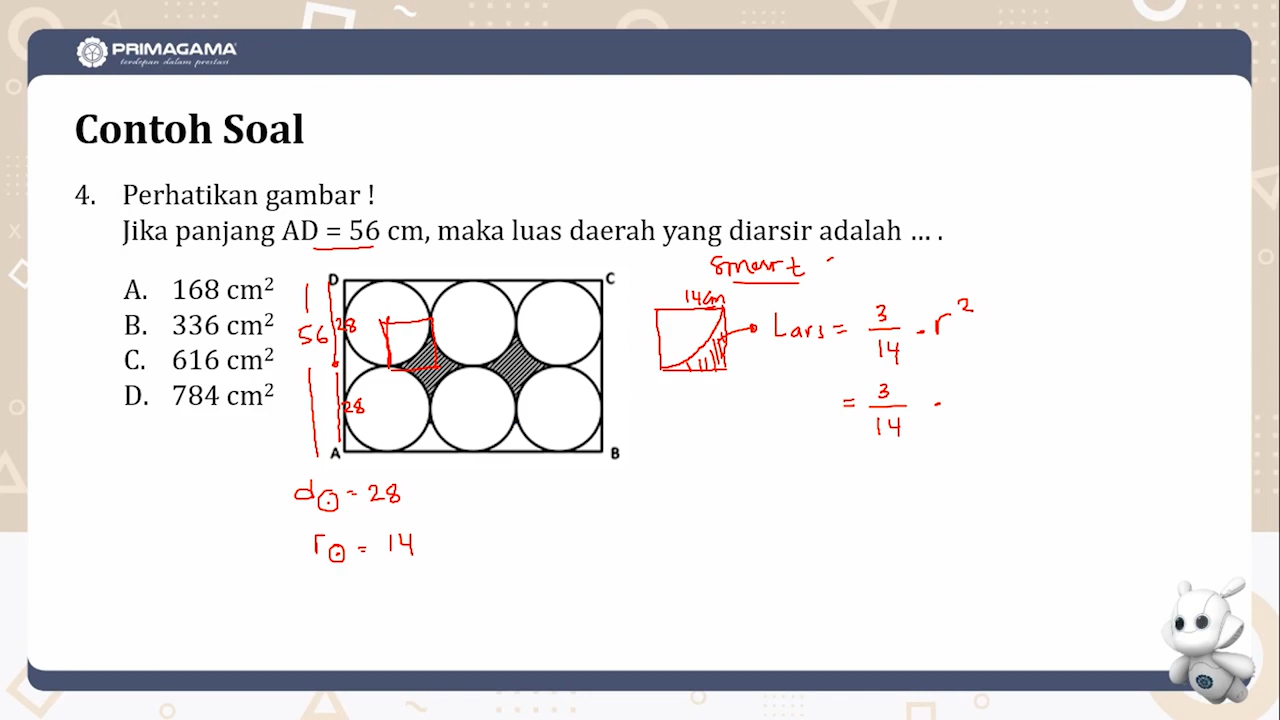 PRIMAGAMA
terdepan dalam prestasi
Contoh Soal
4. Perhatikan gambar !
Jika panjang AD = 56 cm, maka luas daerah yang diarsir adalah ... .
A. 168 cm²
B. 336 cm²
C. 616 cm²
D. 784 cm²
D
C
A
B
56
28
28
d⊙ = 28
r⊙ = 14
Smart
14cm
Lars = 3/14 . r²
= 3/14 .